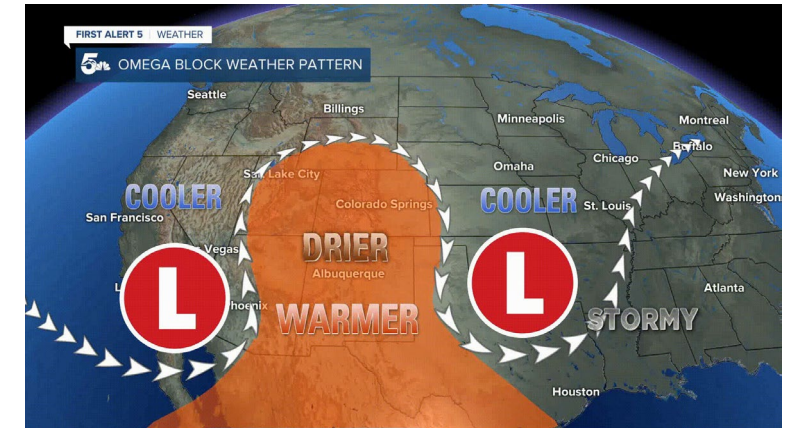 FIRST ALERT 5 | WEATHER
5 OMEGA BLOCK WEATHER PATTERN
Seattle
Billings
Minneapolis
Montreal
Buffalo
Chicago
Omaha
Salt Lake City
New York
COOLER
Colorado Springs
COOLER
St. Louis
Washington
San Francisco
Vegas
DRIER
Albuquerque
L
L
Atlanta
Phoenix
WARMER
STORMY
Houston